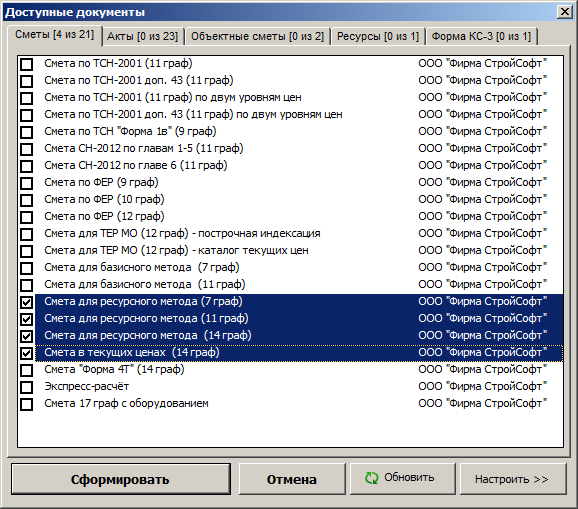 Доступные документы
Сметы [4 из 21] Акты [0 из 23] Объектные сметы [0 из 2] Ресурсы [0 из 1] Форма КС-3 [0 из 1]
Смета по ТСН-2001 (11 граф) ООО "Фирма СтройСофт"
Смета по ТСН-2001 доп. 43 (11 граф) ООО "Фирма СтройСофт"
Смета по ТСН-2001 (11 граф) по двум уровням цен ООО "Фирма СтройСофт"
Смета по ТСН-2001 доп. 43 (11 граф) по двум уровням цен ООО "Фирма СтройСофт"
Смета по ТСН "Форма 1в" (9 граф) ООО "Фирма СтройСофт"
Смета СН-2012 по главам 1-5 (11 граф) ООО "Фирма СтройСофт"
Смета СН-2012 по главе 6 (11 граф) ООО "Фирма СтройСофт"
Смета по ФЕР (9 граф) ООО "Фирма СтройСофт"
Смета по ФЕР (10 граф) ООО "Фирма СтройСофт"
Смета по ФЕР (12 граф) ООО "Фирма СтройСофт"
Смета для ТЕР МО (12 граф) - построчная индексация ООО "Фирма СтройСофт"
Смета для ТЕР МО (12 граф) - каталог текущих цен ООО "Фирма СтройСофт"
Смета для базисного метода (7 граф) ООО "Фирма СтройСофт"
Смета для базисного метода (11 граф) ООО "Фирма СтройСофт"
Смета для ресурсного метода (7 граф) ООО "Фирма СтройСофт"
Смета для ресурсного метода (11 граф) ООО "Фирма СтройСофт"
Смета для ресурсного метода (14 граф) ООО "Фирма СтройСофт"
Смета в текущих ценах (14 граф) ООО "Фирма СтройСофт"
Смета "Форма 4Т" (14 граф) ООО "Фирма СтройСофт"
Экспресс-расчёт ООО "Фирма СтройСофт"
Смета 17 граф с оборудованием ООО "Фирма СтройСофт"
Сформировать Отмена Обновить Настроить >>